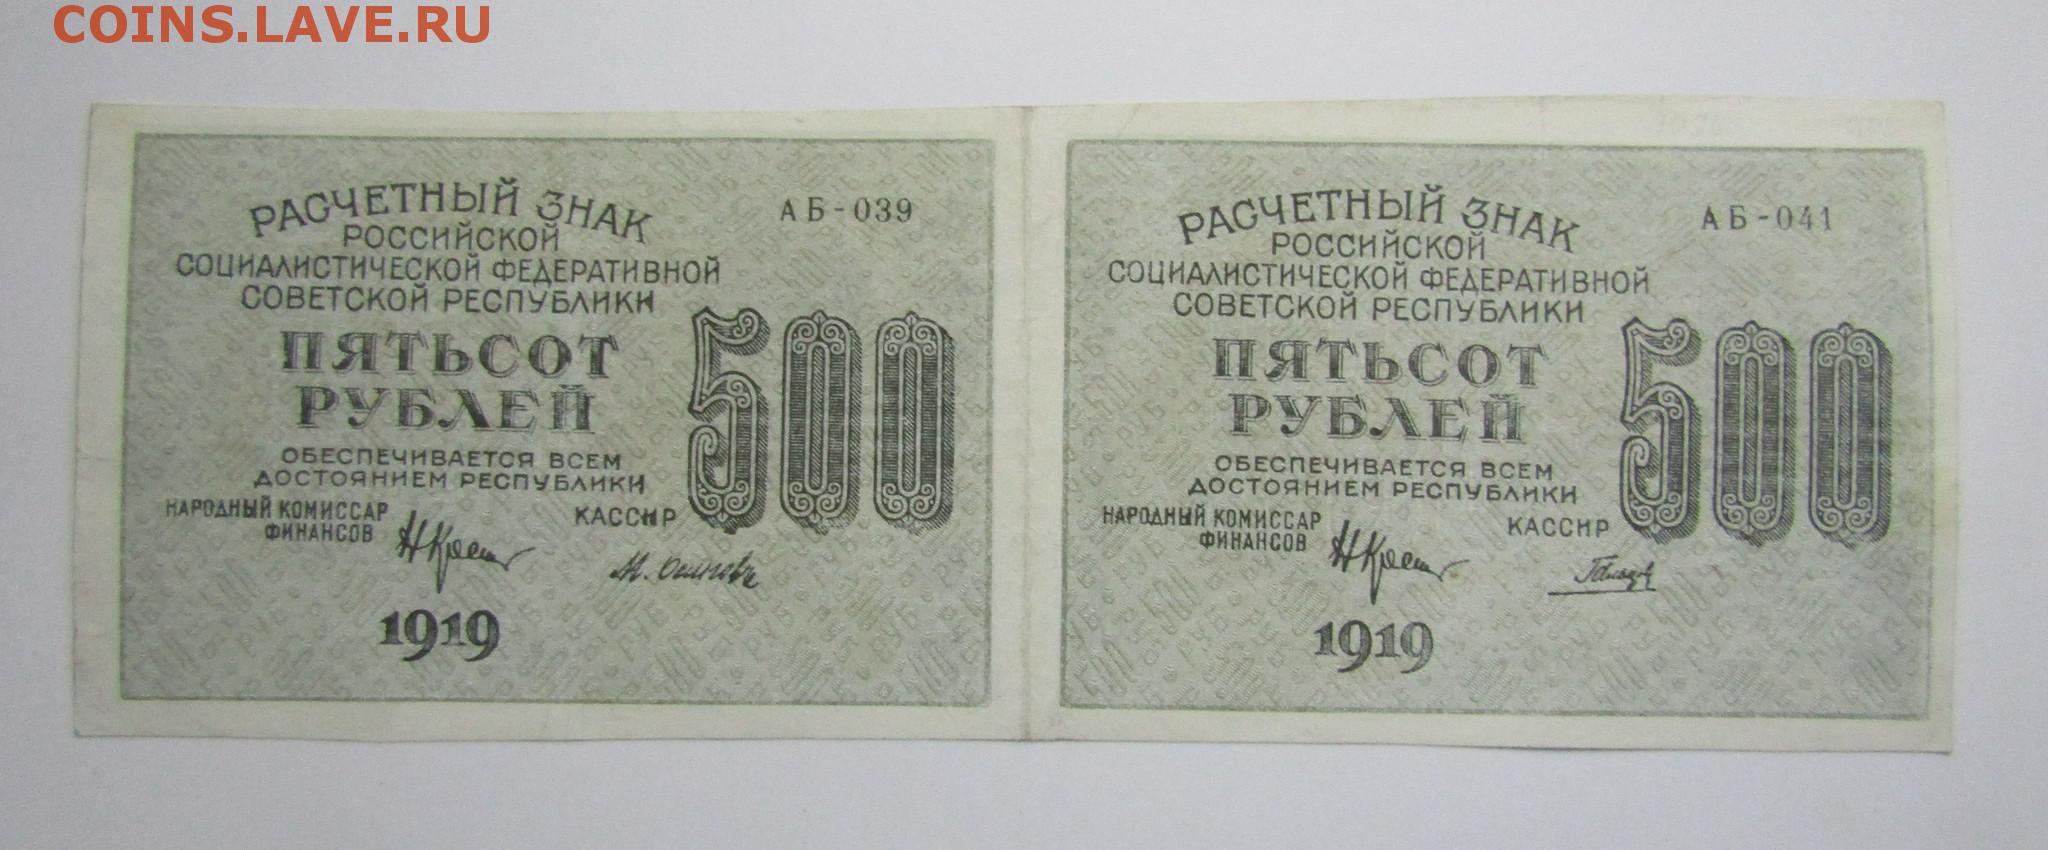 COINS.LAVE.RU
РАСЧЕТНЫЙ ЗНАК
АБ-039
РОССИЙСКОЙ
СОЦИАЛИСТИЧЕСКОЙ ФЕДЕРАТИВНОЙ
СОВЕТСКОЙ РЕСПУБЛИКИ
ПЯТЬСОТ
РУБЛЕЙ
500
ОБЕСПЕЧИВАЕТСЯ ВСЕМ
ДОСТОЯНИЕМ РЕСПУБЛИКИ
НАРОДНЫЙ КОМИССАР
ФИНАНСОВ
КАССИР
1919
РАСЧЕТНЫЙ ЗНАК
АБ-041
РОССИЙСКОЙ
СОЦИАЛИСТИЧЕСКОЙ ФЕДЕРАТИВНОЙ
СОВЕТСКОЙ РЕСПУБЛИКИ
ПЯТЬСОТ
РУБЛЕЙ
500
ОБЕСПЕЧИВАЕТСЯ ВСЕМ
ДОСТОЯНИЕМ РЕСПУБЛИКИ
НАРОДНЫЙ КОМИССАР
ФИНАНСОВ
КАССИР
1919